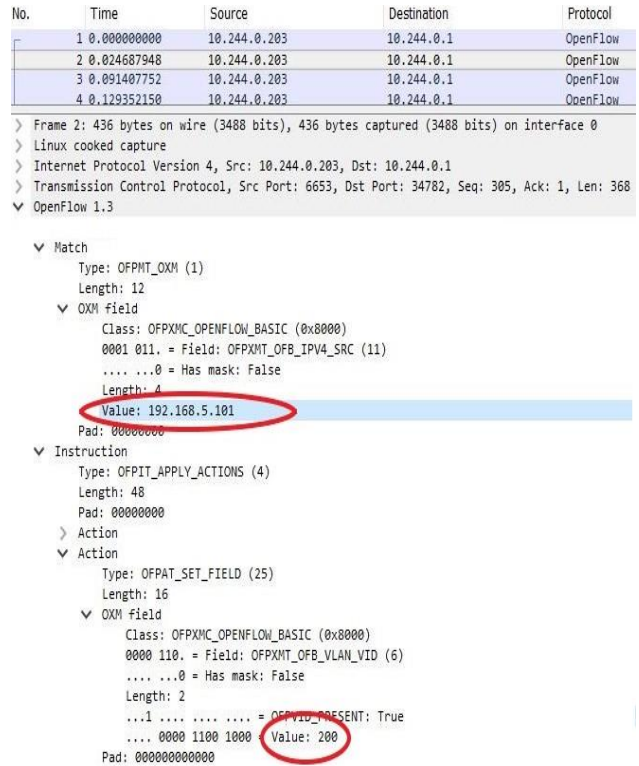 No. Time Source Destination Protocol
1 0.000000000 10.244.0.203 10.244.0.1 OpenFlow
2 0.024687948 10.244.0.203 10.244.0.1 OpenFlow
3 0.091407752 10.244.0.203 10.244.0.1 OpenFlow
4 0.129352150 10.244.0.203 10.244.0.1 OpenFlow
Frame 2: 436 bytes on wire (3488 bits), 436 bytes captured (3488 bits) on interface 0
Linux cooked capture
Internet Protocol Version 4, Src: 10.244.0.203, Dst: 10.244.0.1
Transmission Control Protocol, Src Port: 6653, Dst Port: 34782, Seq: 305, Ack: 1, Len: 368
OpenFlow 1.3
Match
Type: OFPMT_OXM (1)
Length: 12
OXM field
Class: OFPXMC_OPENFLOW_BASIC (0x8000)
0001 011. = Field: OFPXMT_OFB_IPV4_SRC (11)
.... ...0 = Has mask: False
Length: 4
Value: 192.168.5.101
Pad: 00000000
Instruction
Type: OFPIT_APPLY_ACTIONS (4)
Length: 48
Pad: 00000000
Action
Action
Type: OFPAT_SET_FIELD (25)
Length: 16
OXM field
Class: OFPXMC_OPENFLOW_BASIC (0x8000)
0000 110. = Field: OFPXMT_OFB_VLAN_VID (6)
.... ...0 = Has mask: False
Length: 2
...1 .... .... .... = OFPVID_PRESENT: True
.... 0000 1100 1000 = Value: 200
Pad: 000000000000